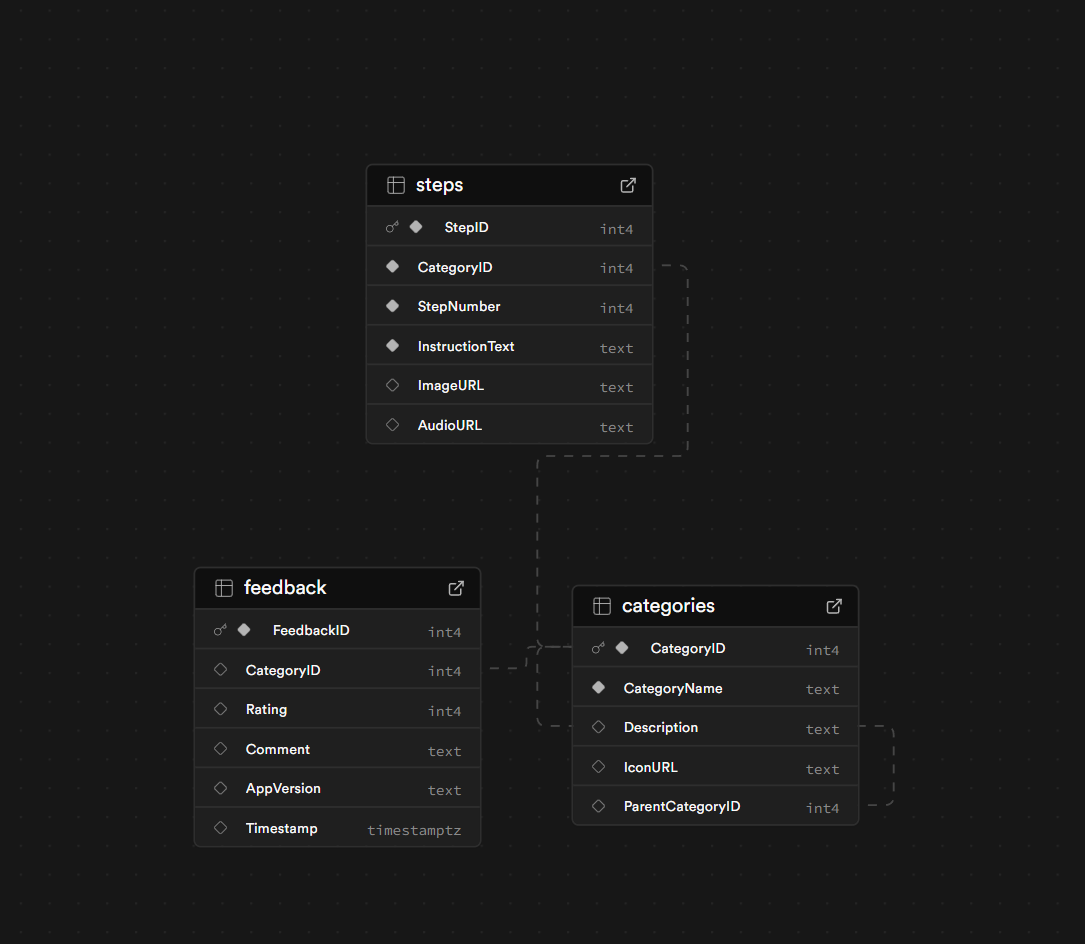 steps
StepID int4
CategoryID int4
StepNumber int4
InstructionText text
ImageURL text
AudioURL text
feedback
FeedbackID int4
CategoryID int4
Rating int4
Comment text
AppVersion text
Timestamp timestamptz
categories
CategoryID int4
CategoryName text
Description text
IconURL text
ParentCategoryID int4